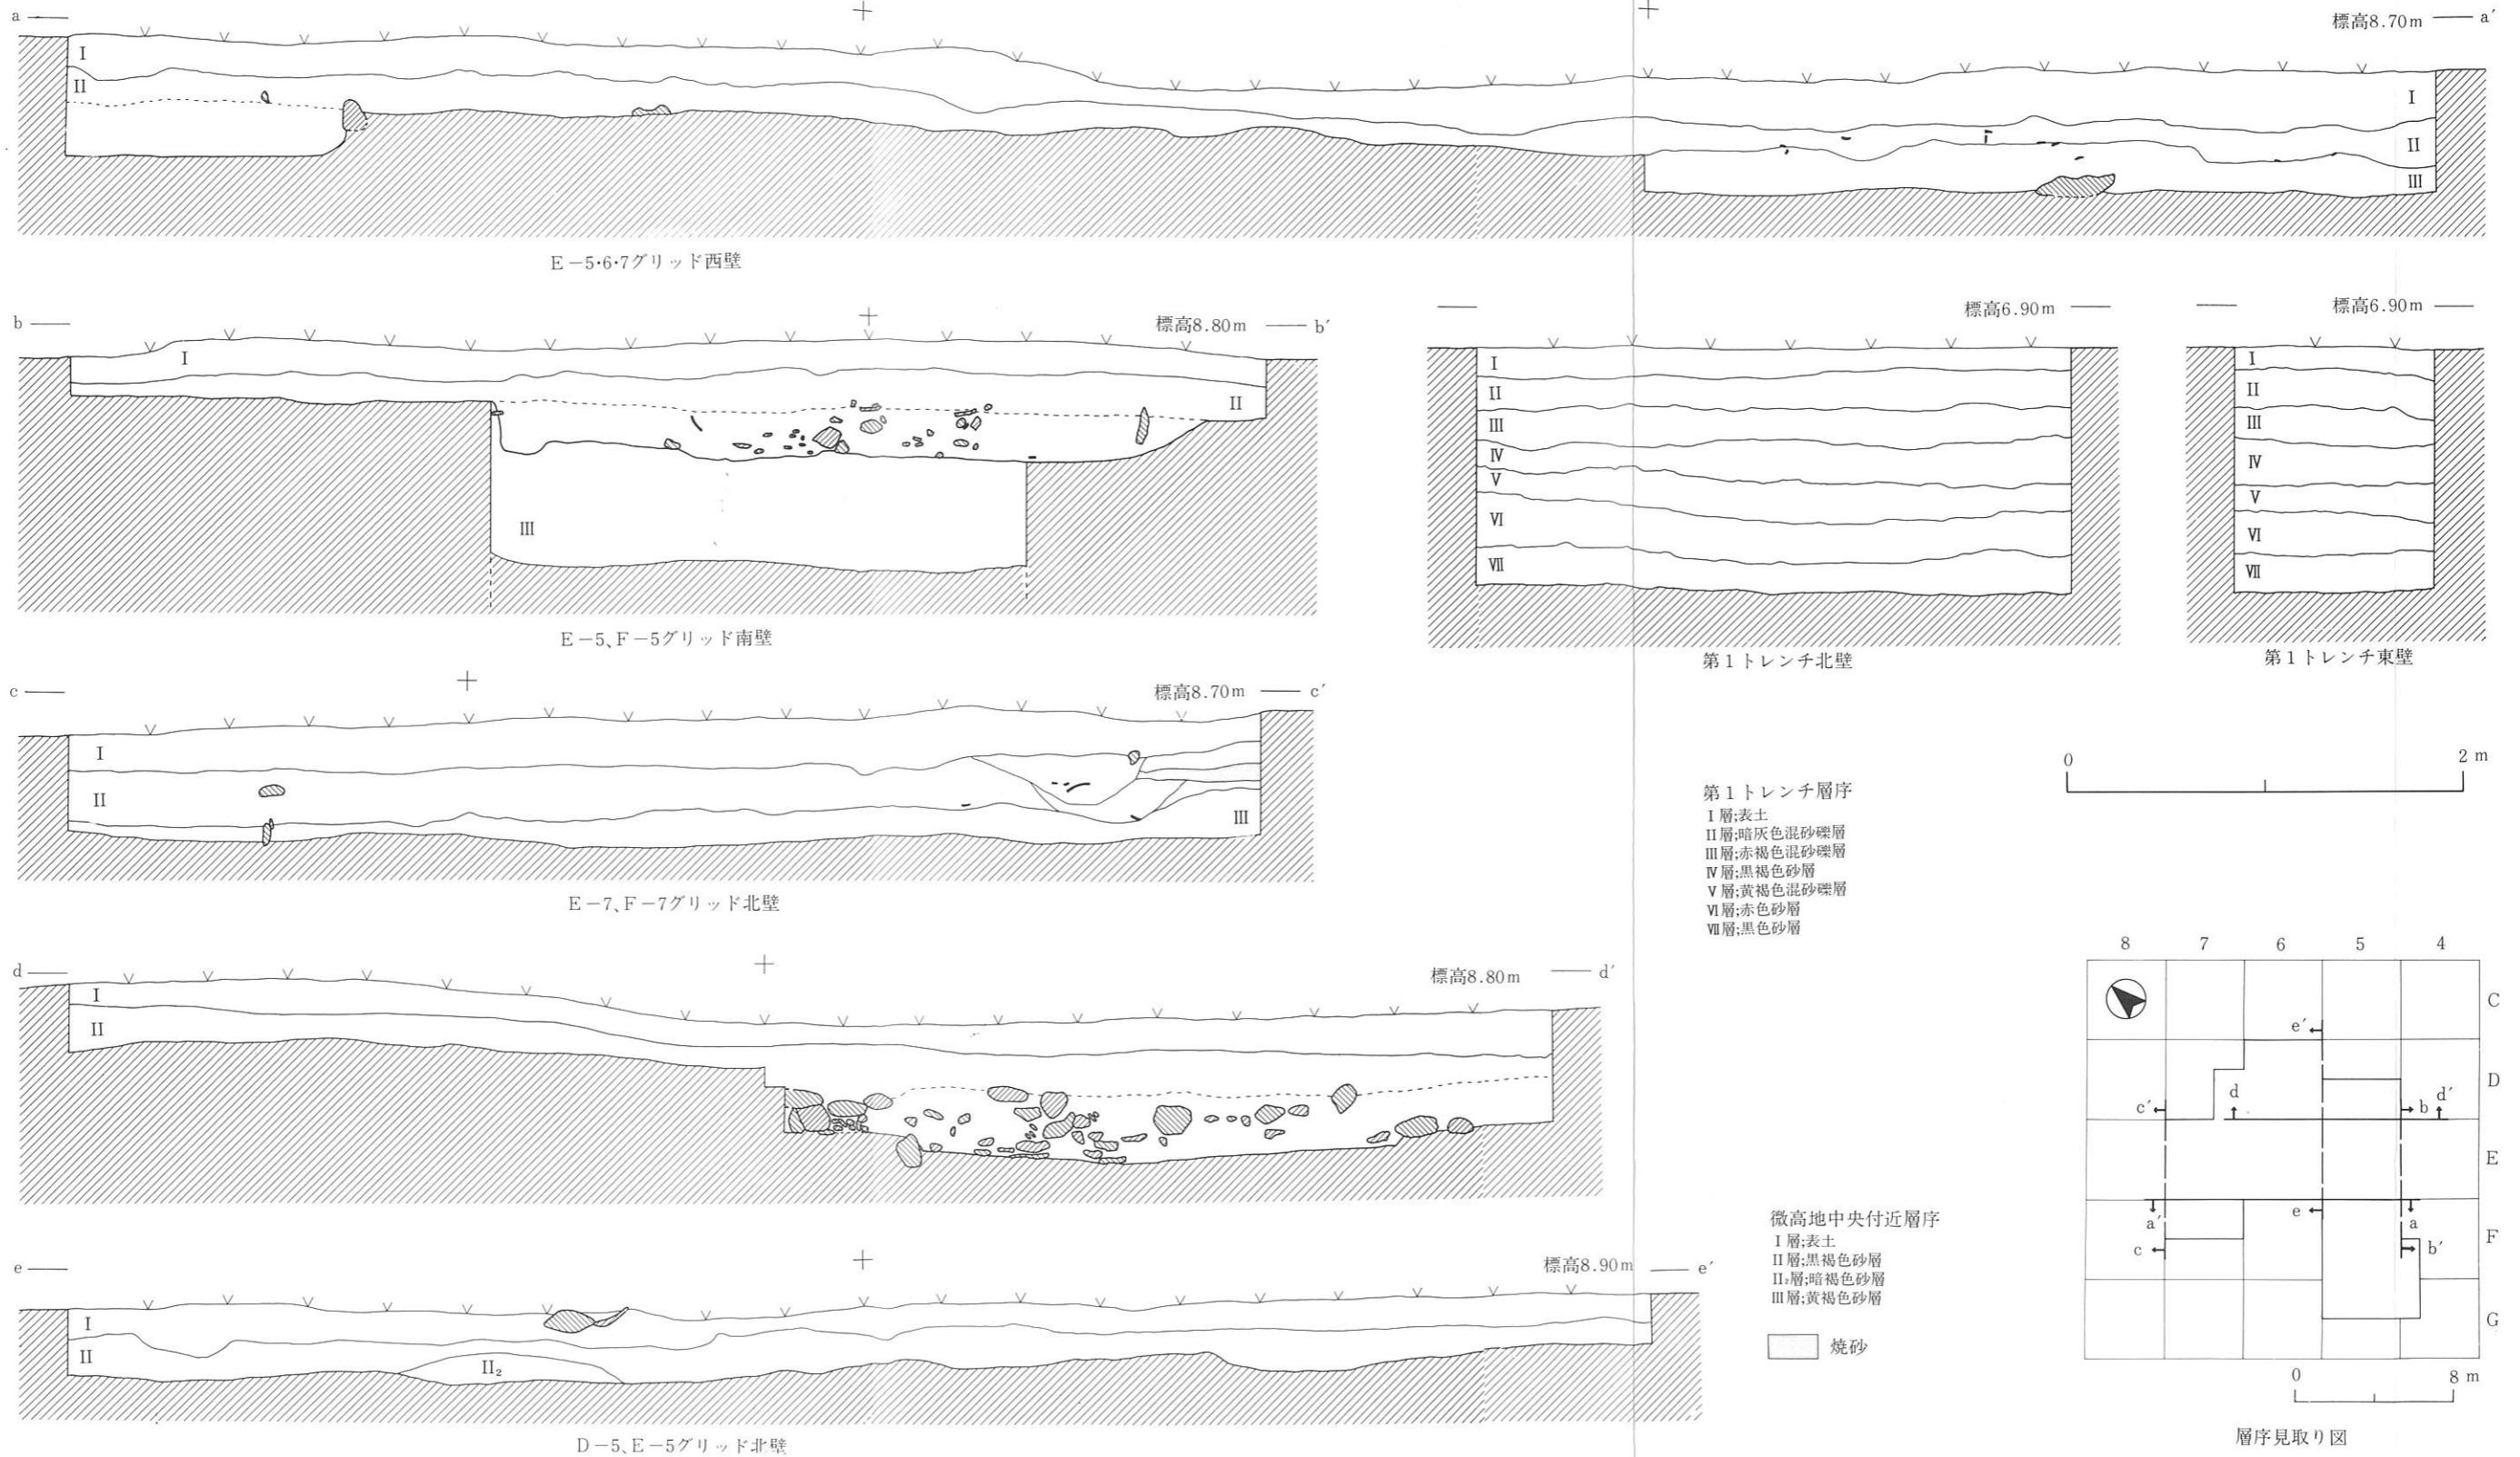 a
標高8.70m
a′
I
II
I
II
III
E−5・6・7グリッド西壁
b
標高8.80m
b′
I
II
III
E−5、F−5グリッド南壁
標高6.90m
I
II
III
IV
V
VI
VII
第1トレンチ北壁
標高6.90m
I
II
III
IV
V
VI
VII
第1トレンチ東壁
c
標高8.70m
c′
I
II
III
E−7、F−7グリッド北壁
0
2 m
第1トレンチ層序
I層;表土
II層;暗灰色混砂礫層
III層;赤褐色混砂礫層
IV層;黒褐色砂層
V層;黄褐色混砂礫層
VI層;赤色砂層
VII層;黒色砂層
d
標高8.80m
d′
I
II
e
標高8.90m
e′
I
II
II₂
D−5、E−5グリッド北壁
微高地中央付近層序
I層;表土
II層;黒褐色砂層
II₂層;暗褐色砂層
III層;黄褐色砂層
焼砂
8 7 6 5 4
C
e′
D
d
d′
c′
b
E
a′
e
a
F
c
b′
G
0
8 m
層序見取り図